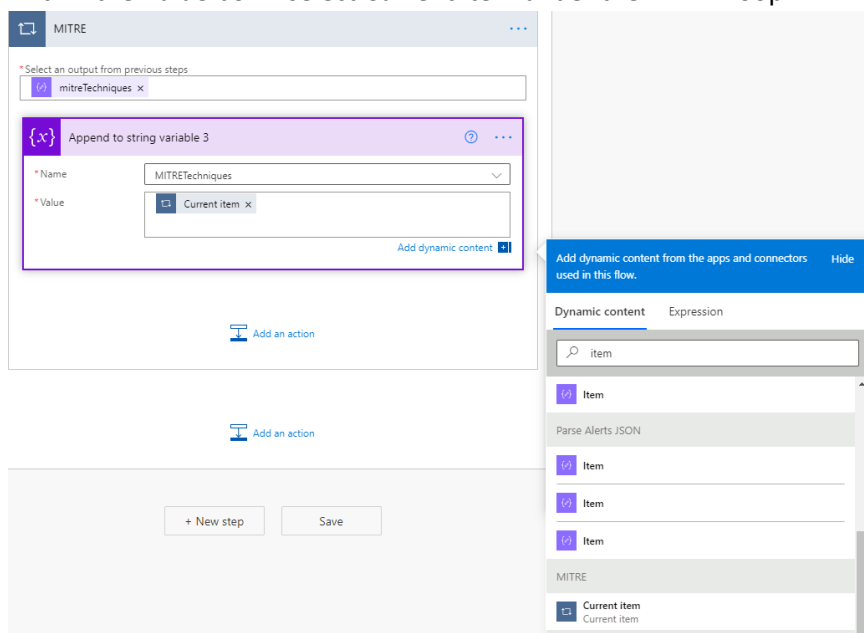 MITRE
...
*Select an output from previous steps
mitreTechniques ×
{x} Append to string variable 3
? ...
*Name
MITRETechniques
*Value
Current item ×
Add dynamic content
Add an action
Add an action
+ New step
Save
Add dynamic content from the apps and connectors
used in this flow.
Hide
Dynamic content
Expression
item
Item
Parse Alerts JSON
Item
Item
Item
MITRE
Current item
Current item